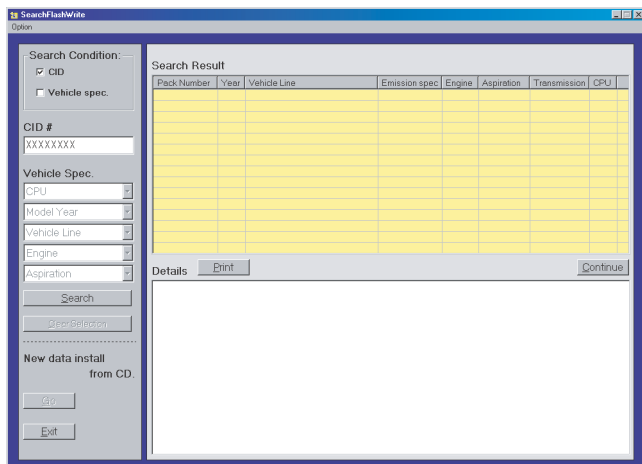 SearchFlashWrite
Option
Search Condition:
CID
Vehicle spec.
CID #
XXXXXXXX
Vehicle Spec.
CPU
Model Year
Vehicle Line
Engine
Aspiration
Search
ClearSelection
New data install
from CD.
Go
Exit
Search Result
Pack Number Year Vehicle Line Emission spec Engine Aspiration Transmission CPU
Details Print Continue